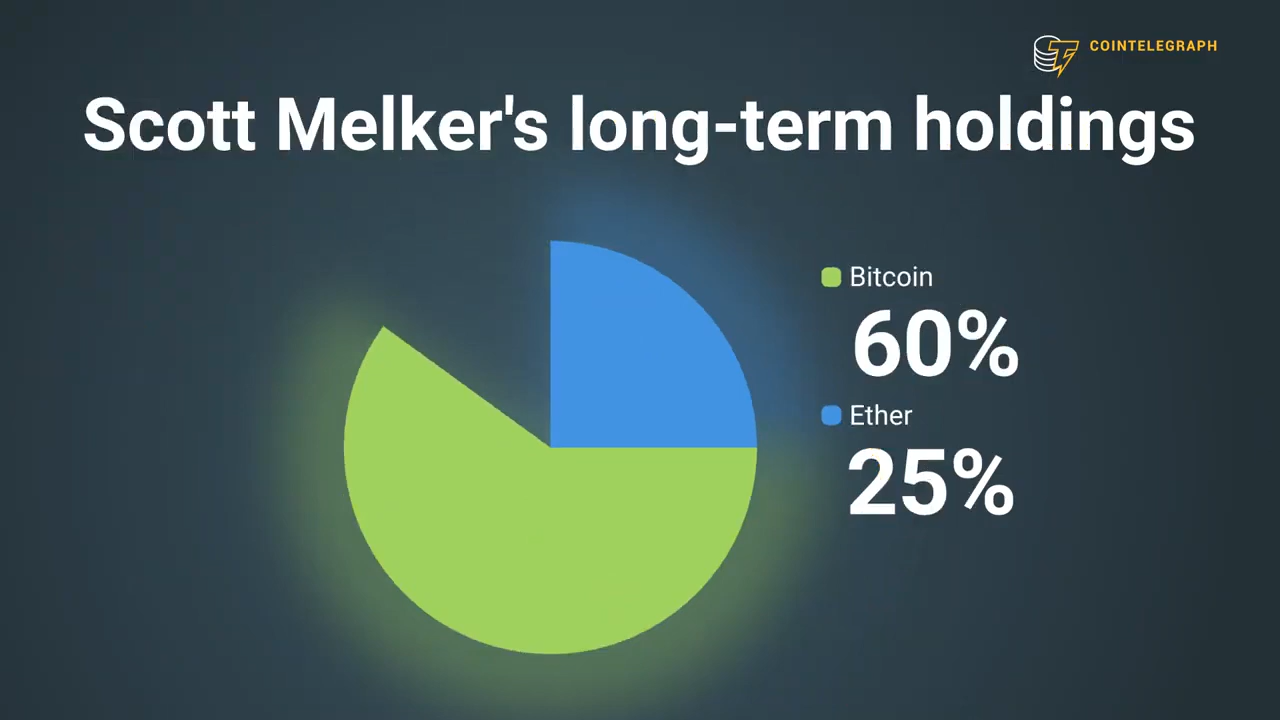 COINTELEGRAPH
Scott Melker's long-term holdings
Bitcoin
60%
Ether
25%